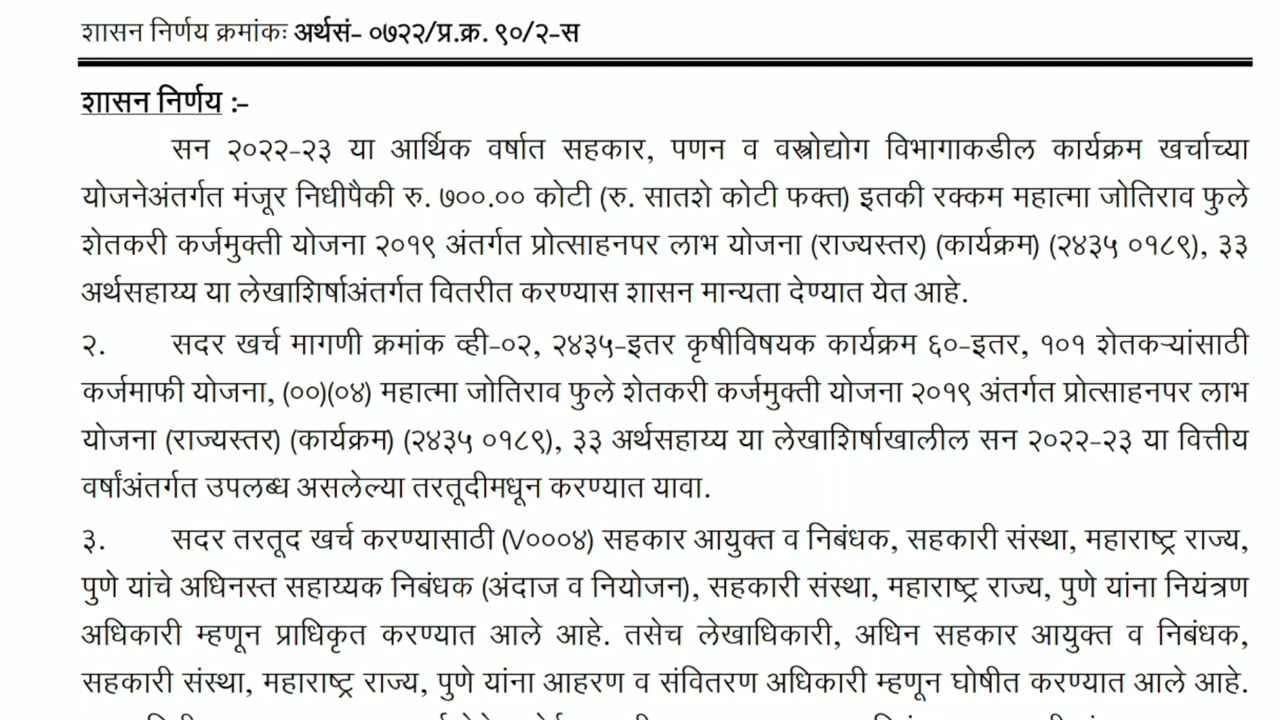 शासन निर्णय क्रमांकः अर्थसं- ०७२२/प्र.क्र. ९०/२-स
शासन निर्णय :-
सन २०२२-२३ या आर्थिक वर्षात सहकार, पणन व वस्त्रोद्योग विभागाकडील कार्यक्रम खर्चाच्या
योजनेअंतर्गत मंजूर निधीपैकी रु. ७००.०० कोटी (रु. सातशे कोटी फक्त) इतकी रक्कम महात्मा जोतिराव फुले
शेतकरी कर्जमुक्ती योजना २०१९ अंतर्गत प्रोत्साहनपर लाभ योजना (राज्यस्तर) (कार्यक्रम) (२४३५ ०१८९), ३३
अर्थसहाय्य या लेखाशिर्षाअंतर्गत वितरीत करण्यास शासन मान्यता देण्यात येत आहे.
२. सदर खर्च मागणी क्रमांक व्ही-०२, २४३५-इतर कृषीविषयक कार्यक्रम ६०-इतर, १०१ शेतकऱ्यांसाठी
कर्जमाफी योजना, (००)(०४) महात्मा जोतिराव फुले शेतकरी कर्जमुक्ती योजना २०१९ अंतर्गत प्रोत्साहनपर लाभ
योजना (राज्यस्तर) (कार्यक्रम) (२४३५ ०१८९), ३३ अर्थसहाय्य या लेखाशिर्षाखालील सन २०२२-२३ या वित्तीय
वर्षांअंतर्गत उपलब्ध असलेल्या तरतूदीमधून करण्यात यावा.
३. सदर तरतूद खर्च करण्यासाठी (V०००४) सहकार आयुक्त व निबंधक, सहकारी संस्था, महाराष्ट्र राज्य,
पुणे यांचे अधिनस्त सहाय्यक निबंधक (अंदाज व नियोजन), सहकारी संस्था, महाराष्ट्र राज्य, पुणे यांना नियंत्रण
अधिकारी म्हणून प्राधिकृत करण्यात आले आहे. तसेच लेखाधिकारी, अधिन सहकार आयुक्त व निबंधक,
सहकारी संस्था, महाराष्ट्र राज्य, पुणे यांना आहरण व संवितरण अधिकारी म्हणून घोषीत करण्यात आले आहे.